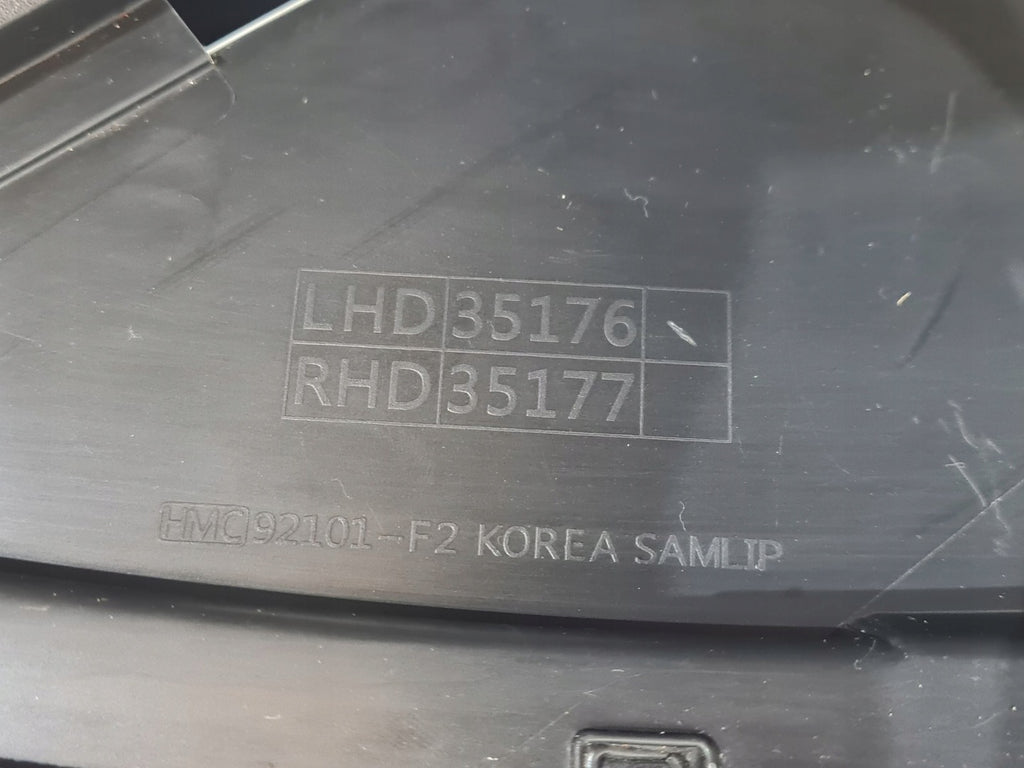 LHD 35176
RHD 35177
HMC 92101-F2 KOREA SAMLIP